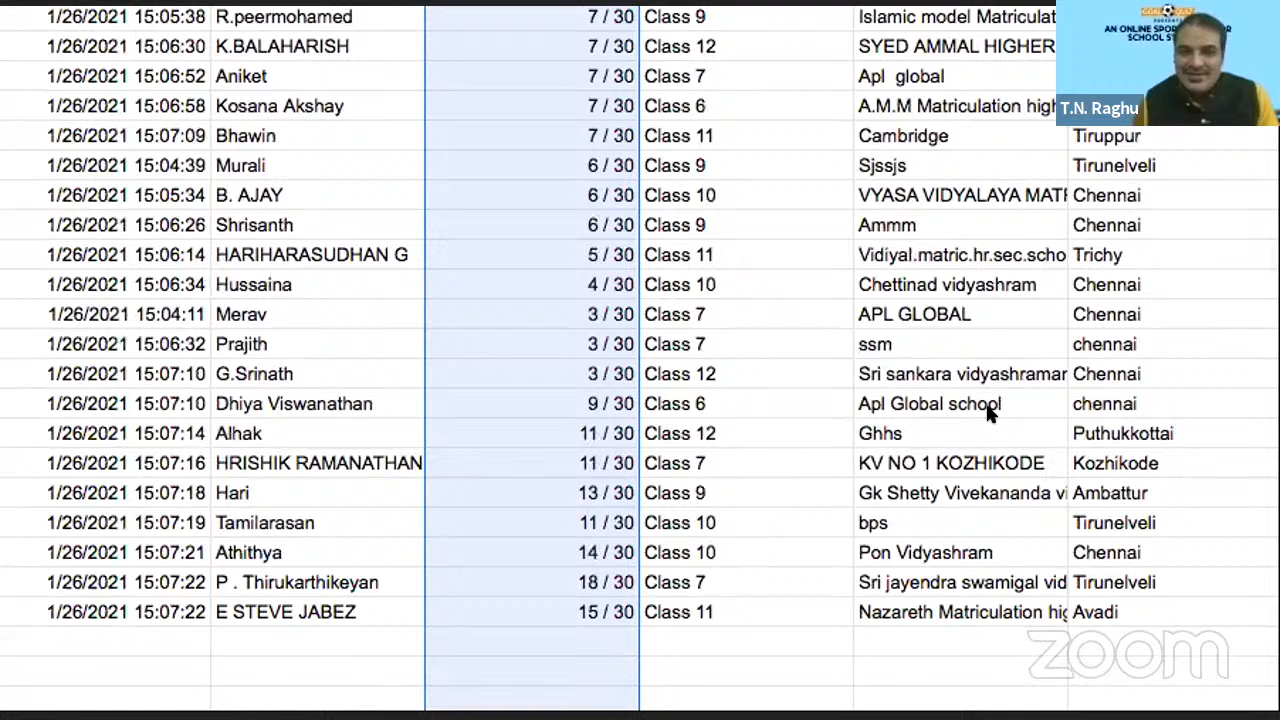 GOAL QUIZ
PRESENTS
AN ONLINE
1/26/2021 15:05:38 R.peermohamed 7 / 30 Class 9 Islamic model Matriculat
1/26/2021 15:06:30 K.BALAHARISH 7 / 30 Class 12 SYED AMMAL HIGHER
1/26/2021 15:06:52 Aniket 7 / 30 Class 7 Apl global
1/26/2021 15:06:58 Kosana Akshay 7 / 30 Class 6 A.M.M Matriculation high
T.N. Raghu
1/26/2021 15:07:09 Bhawin 7 / 30 Class 11 Cambridge Tiruppur
1/26/2021 15:04:39 Murali 6 / 30 Class 9 Sjssjs Tirunelveli
1/26/2021 15:05:34 B. AJAY 6 / 30 Class 10 VYASA VIDYALAYA MATR Chennai
1/26/2021 15:06:26 Shrisanth 6 / 30 Class 9 Ammm Chennai
1/26/2021 15:06:14 HARIHARASUDHAN G 5 / 30 Class 11 Vidiyal.matric.hr.sec.scho Trichy
1/26/2021 15:06:34 Hussaina 4 / 30 Class 10 Chettinad vidyashram Chennai
1/26/2021 15:04:11 Merav 3 / 30 Class 7 APL GLOBAL Chennai
1/26/2021 15:06:32 Prajith 3 / 30 Class 7 ssm chennai
1/26/2021 15:07:10 G.Srinath 3 / 30 Class 12 Sri sankara vidyashramar Chennai
1/26/2021 15:07:10 Dhiya Viswanathan 9 / 30 Class 6 Apl Global school chennai
1/26/2021 15:07:14 Alhak 11 / 30 Class 12 Ghhs Puthukkottai
1/26/2021 15:07:16 HRISHIK RAMANATHAN 11 / 30 Class 7 KV NO 1 KOZHIKODE Kozhikode
1/26/2021 15:07:18 Hari 13 / 30 Class 9 Gk Shetty Vivekananda vi Ambattur
1/26/2021 15:07:19 Tamilarasan 11 / 30 Class 10 bps Tirunelveli
1/26/2021 15:07:21 Athithya 14 / 30 Class 10 Pon Vidyashram Chennai
1/26/2021 15:07:22 P . Thirukarthikeyan 18 / 30 Class 7 Sri jayendra swamigal vid Tirunelveli
1/26/2021 15:07:22 E STEVE JABEZ 15 / 30 Class 11 Nazareth Matriculation hig Avadi
zoom